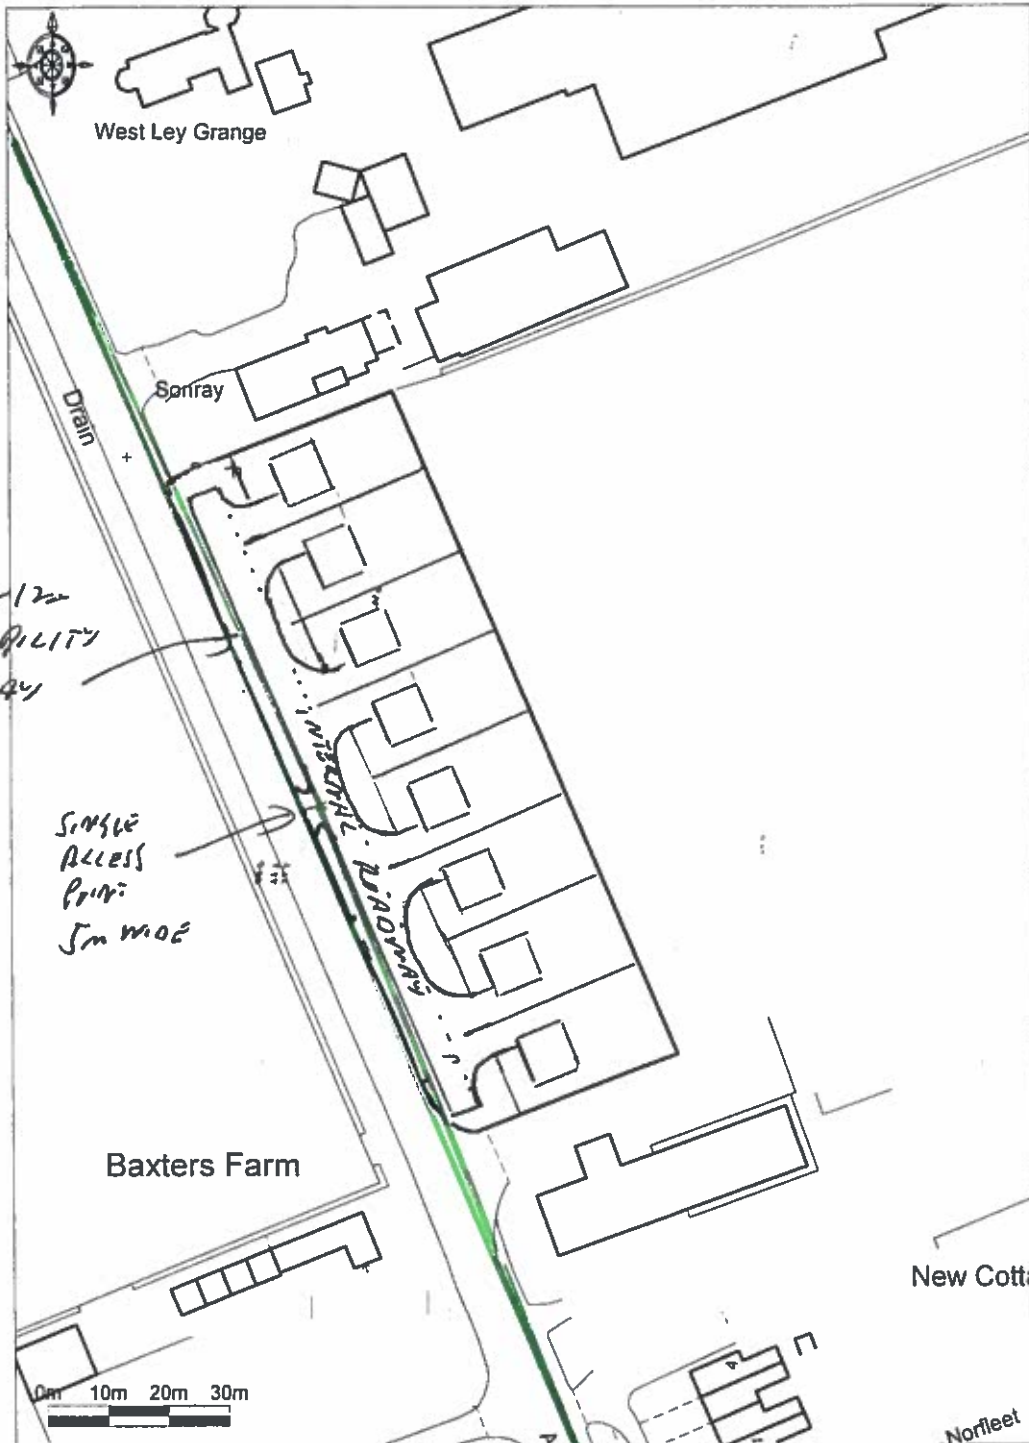 West Ley Grange
Sonray
Drain
INTERNAL ROADWAY
SINGLE
ACCESS
POINT
5m WIDE
Baxters Farm
New Cotta
0m 10m 20m 30m
Norfleet